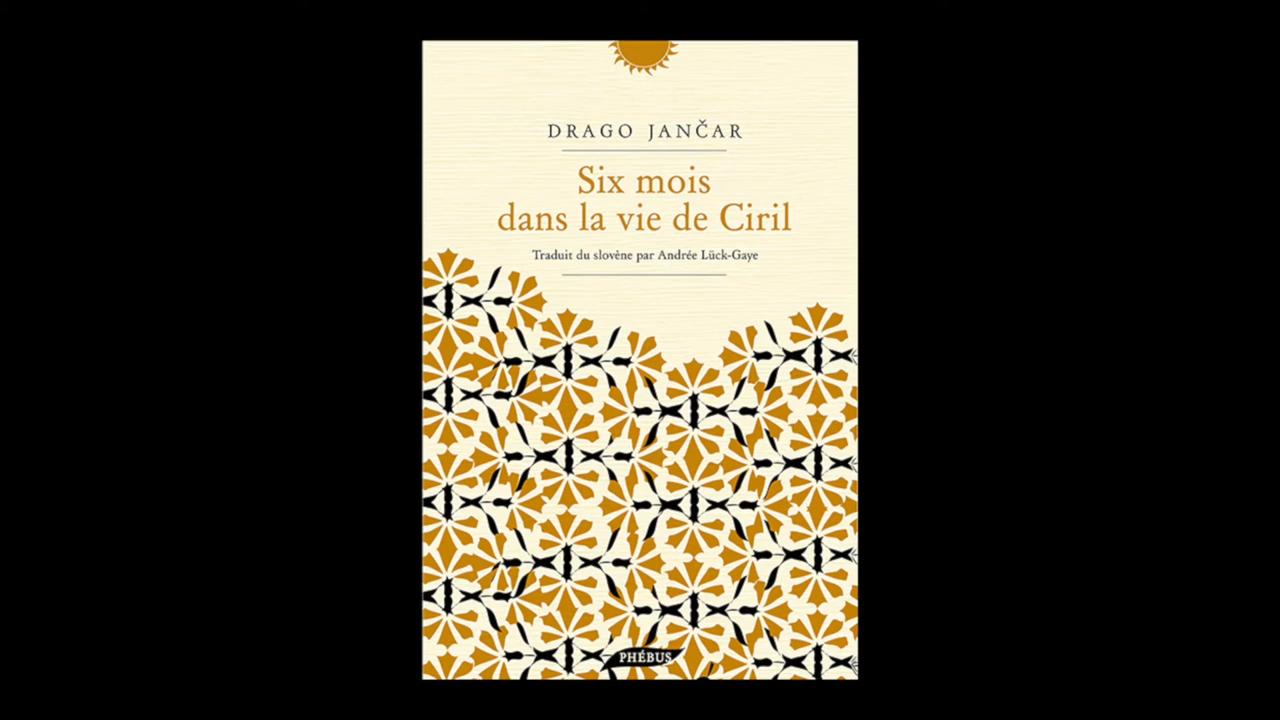 DRAGO JANČAR
Six mois
dans la vie de Ciril
Traduit du slovène par Andrée Lück-Gaye
PHÉBUS